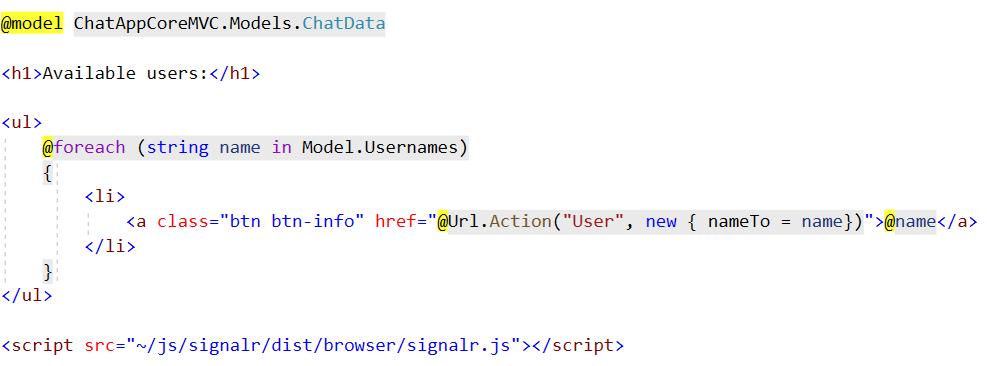 @model ChatAppCoreMVC.Models.ChatData
<h1>Available users:</h1>
<ul>
@foreach (string name in Model.Usernames)
{
<li>
<a class="btn btn-info" href="@Url.Action("User", new { nameTo = name})">@name</a>
</li>
}
</ul>
<script src="~/js/signalr/dist/browser/signalr.js"></script>